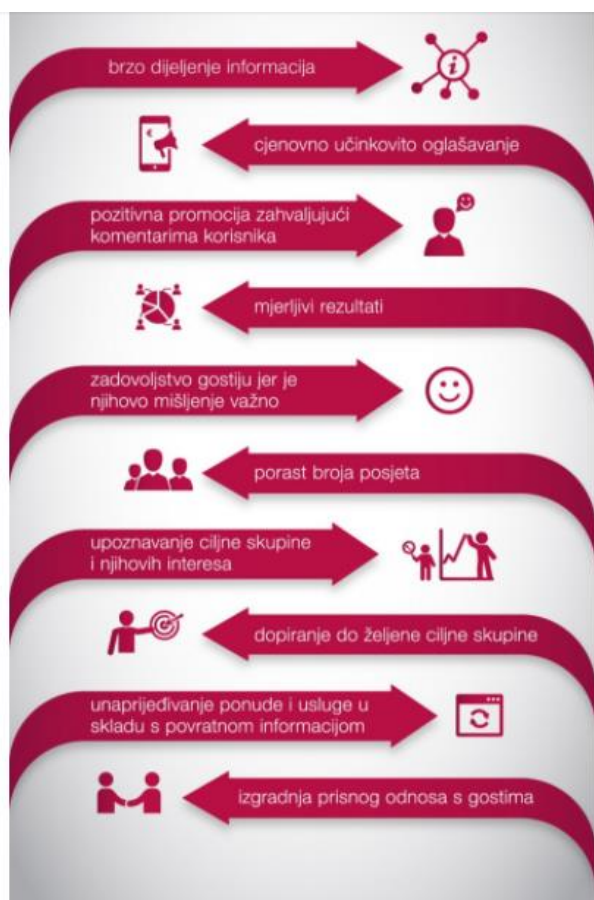 brzo dijeljenje informacija
cjenovno učinkovito oglašavanje
pozitivna promocija zahvaljujući
komentarima korisnika
mjerljivi rezultati
zadovoljstvo gostiju jer je
njihovo mišljenje važno
porast broja posjeta
upoznavanje ciljne skupine
i njihovih interesa
dopiranje do željene ciljne skupine
unaprijeđivanje ponude i usluge u
skladu s povratnom informacijom
izgradnja prisnog odnosa s gostima